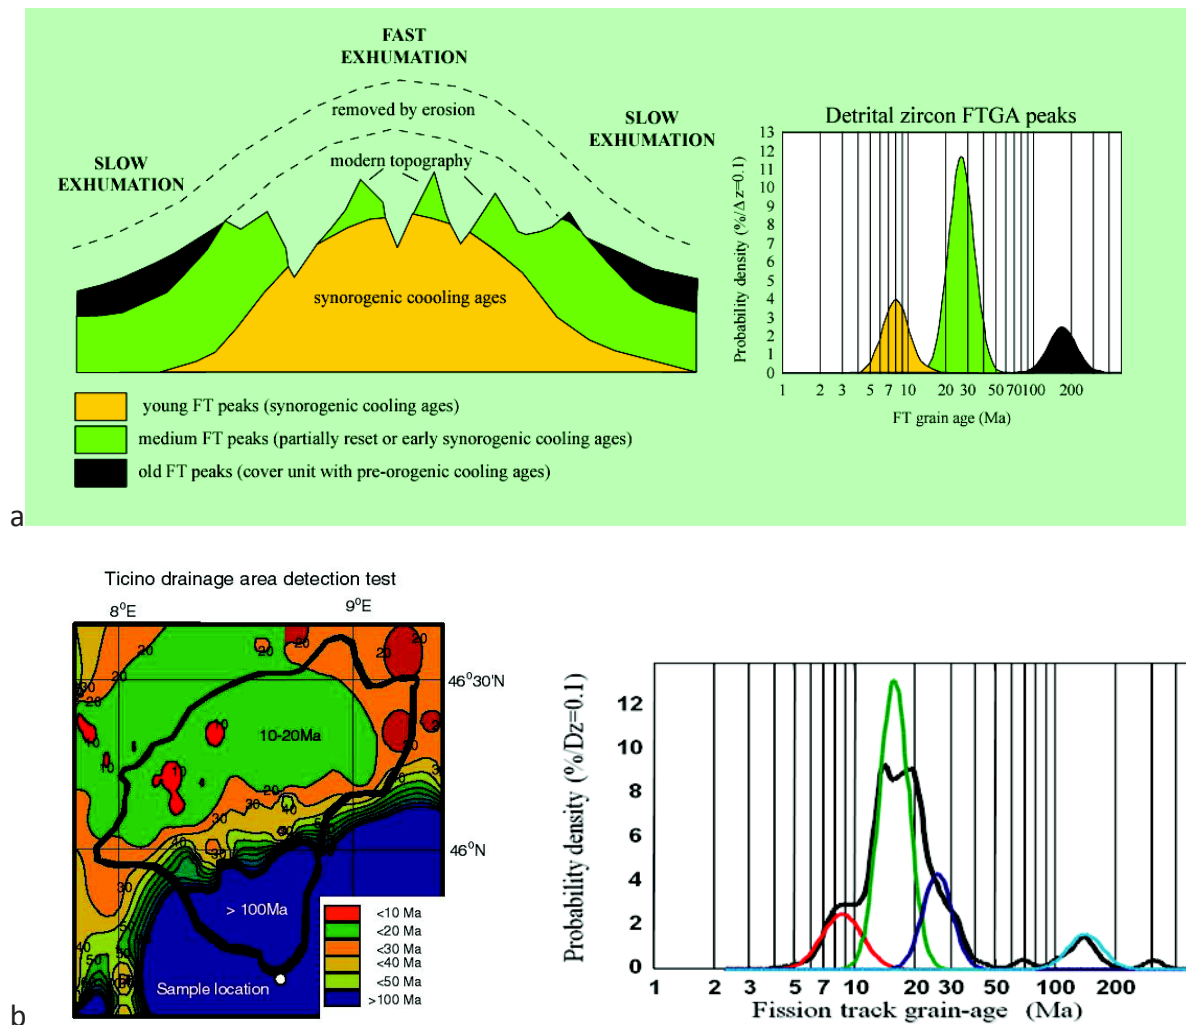 FAST
EXHUMATION
removed by erosion
SLOW
EXHUMATION
SLOW
EXHUMATION
modern topography
synorogenic coooling ages
Detrital zircon FTGA peaks
Probability density (%/Δ z=0.1)
13
12
11
10
9
8
7
6
5
4
3
2
1
0
1 2 3 5 7 10 20 30 50 70 100 200
FT grain age (Ma)
young FT peaks (synorogenic cooling ages)
medium FT peaks (partially reset or early synorogenic cooling ages)
old FT peaks (cover unit with pre-orogenic cooling ages)
a
Ticino drainage area detection test
8°E 9°E
46°30'N
46°N
10-20Ma
> 100Ma
Sample location
<10 Ma
<20 Ma
<30 Ma
<40 Ma
<50 Ma
>100 Ma
b
Probability density (%/Dz=0.1)
12
10
8
6
4
2
0
1 2 3 5 7 10 20 30 50 100 200
Fission track grain-age (Ma)